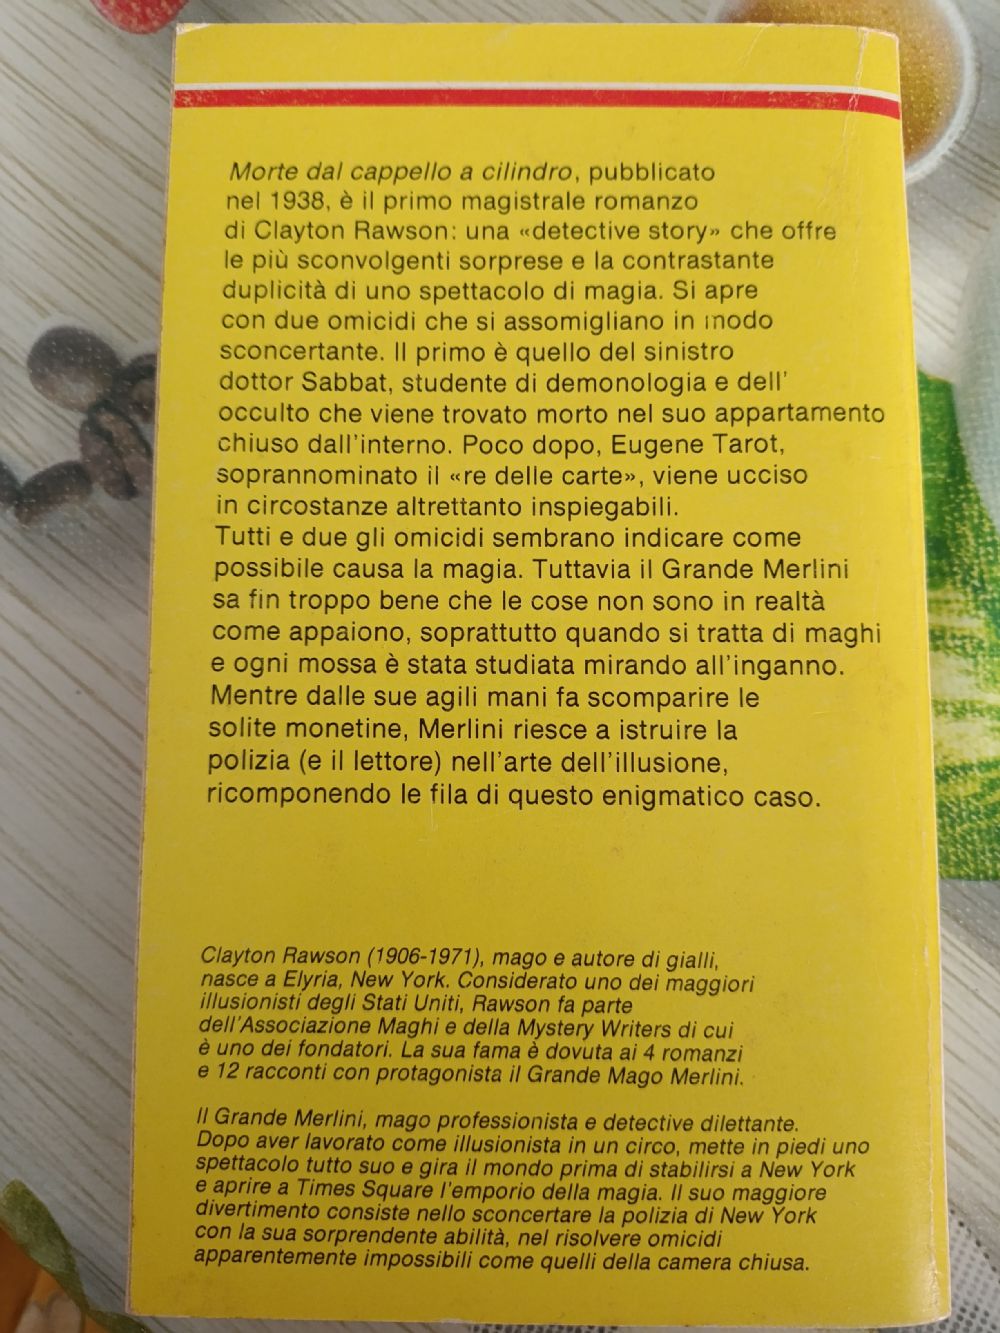 Morte dal cappello a cilindro, pubblicato
nel 1938, è il primo magistrale romanzo
di Clayton Rawson: una «detective story» che offre
le più sconvolgenti sorprese e la contrastante
duplicità di uno spettacolo di magia. Si apre
con due omicidi che si assomigliano in modo
sconcertante. Il primo è quello del sinistro
dottor Sabbat, studente di demonologia e dell'
occulto che viene trovato morto nel suo appartamento
chiuso dall'interno. Poco dopo, Eugene Tarot,
soprannominato il «re delle carte», viene ucciso
in circostanze altrettanto inspiegabili.
Tutti e due gli omicidi sembrano indicare come
possibile causa la magia. Tuttavia il Grande Merlini
sa fin troppo bene che le cose non sono in realtà
come appaiono, soprattutto quando si tratta di maghi
e ogni mossa è stata studiata mirando all'inganno.
Mentre dalle sue agili mani fa scomparire le
solite monetine, Merlini riesce a istruire la
polizia (e il lettore) nell'arte dell'illusione,
ricomponendo le fila di questo enigmatico caso.
Clayton Rawson (1906-1971), mago e autore di gialli,
nasce a Elyria, New York. Considerato uno dei maggiori
illusionisti degli Stati Uniti, Rawson fa parte
dell'Associazione Maghi e della Mystery Writers di cui
è uno dei fondatori. La sua fama è dovuta ai 4 romanzi
e 12 racconti con protagonista il Grande Mago Merlini.
Il Grande Merlini, mago professionista e detective dilettante.
Dopo aver lavorato come illusionista in un circo, mette in piedi uno
spettacolo tutto suo e gira il mondo prima di stabilirsi a New York
e aprire a Times Square l'emporio della magia. Il suo maggiore
divertimento consiste nello sconcertare la polizia di New York
con la sua sorprendente abilità, nel risolvere omicidi
apparentemente impossibili come quelli della camera chiusa.